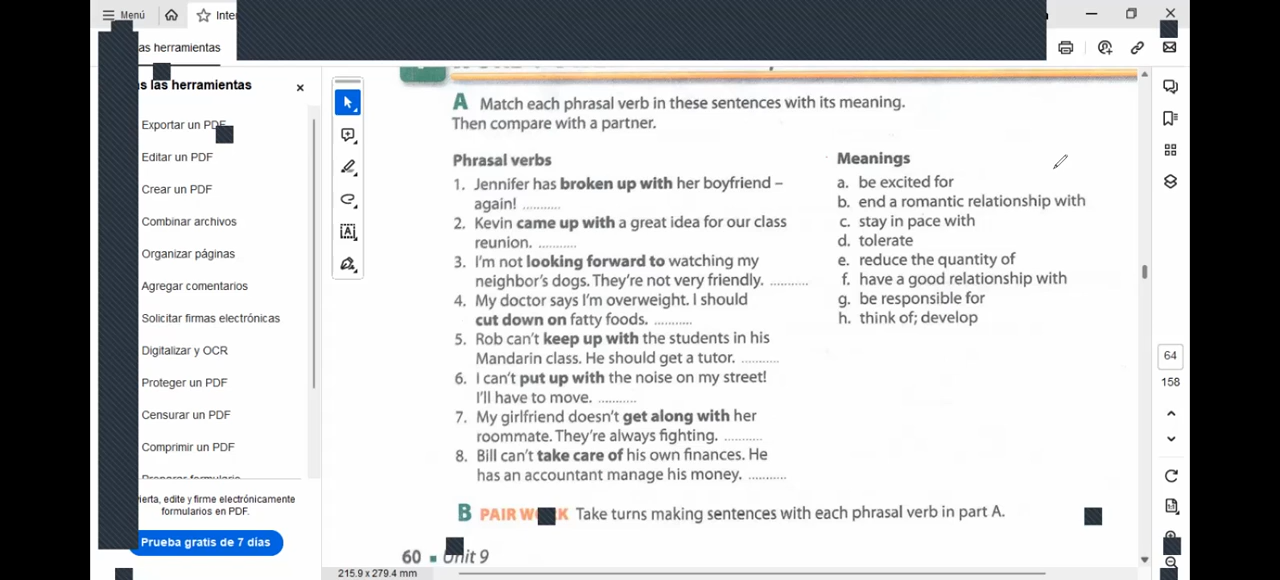 Menú
Todas las herramientas
Exportar un PDF
Editar un PDF
Crear un PDF
Combinar archivos
Organizar páginas
Agregar comentarios
Solicitar firmas electrónicas
Digitalizar y OCR
Proteger un PDF
Censurar un PDF
Comprimir un PDF
edite y firme electrónicamente
formularios en PDF.
Prueba gratis de 7 días
A Match each phrasal verb in these sentences with its meaning.
Then compare with a partner.
Phrasal verbs
1. Jennifer has broken up with her boyfriend –
again! ...........
2. Kevin came up with a great idea for our class
reunion. ...........
3. I'm not looking forward to watching my
neighbor's dogs. They're not very friendly. ...........
4. My doctor says I'm overweight. I should
cut down on fatty foods. ...........
5. Rob can't keep up with the students in his
Mandarin class. He should get a tutor. ...........
6. I can't put up with the noise on my street!
I'll have to move. ...........
7. My girlfriend doesn't get along with her
roommate. They're always fighting. ...........
8. Bill can't take care of his own finances. He
has an accountant manage his money. ...........
Meanings
a. be excited for
b. end a romantic relationship with
c. stay in pace with
d. tolerate
e. reduce the quantity of
f. have a good relationship with
g. be responsible for
h. think of; develop
B PAIR WORK Take turns making sentences with each phrasal verb in part A.
60 ▪ Unit 9
215.9 x 279.4 mm
64
158